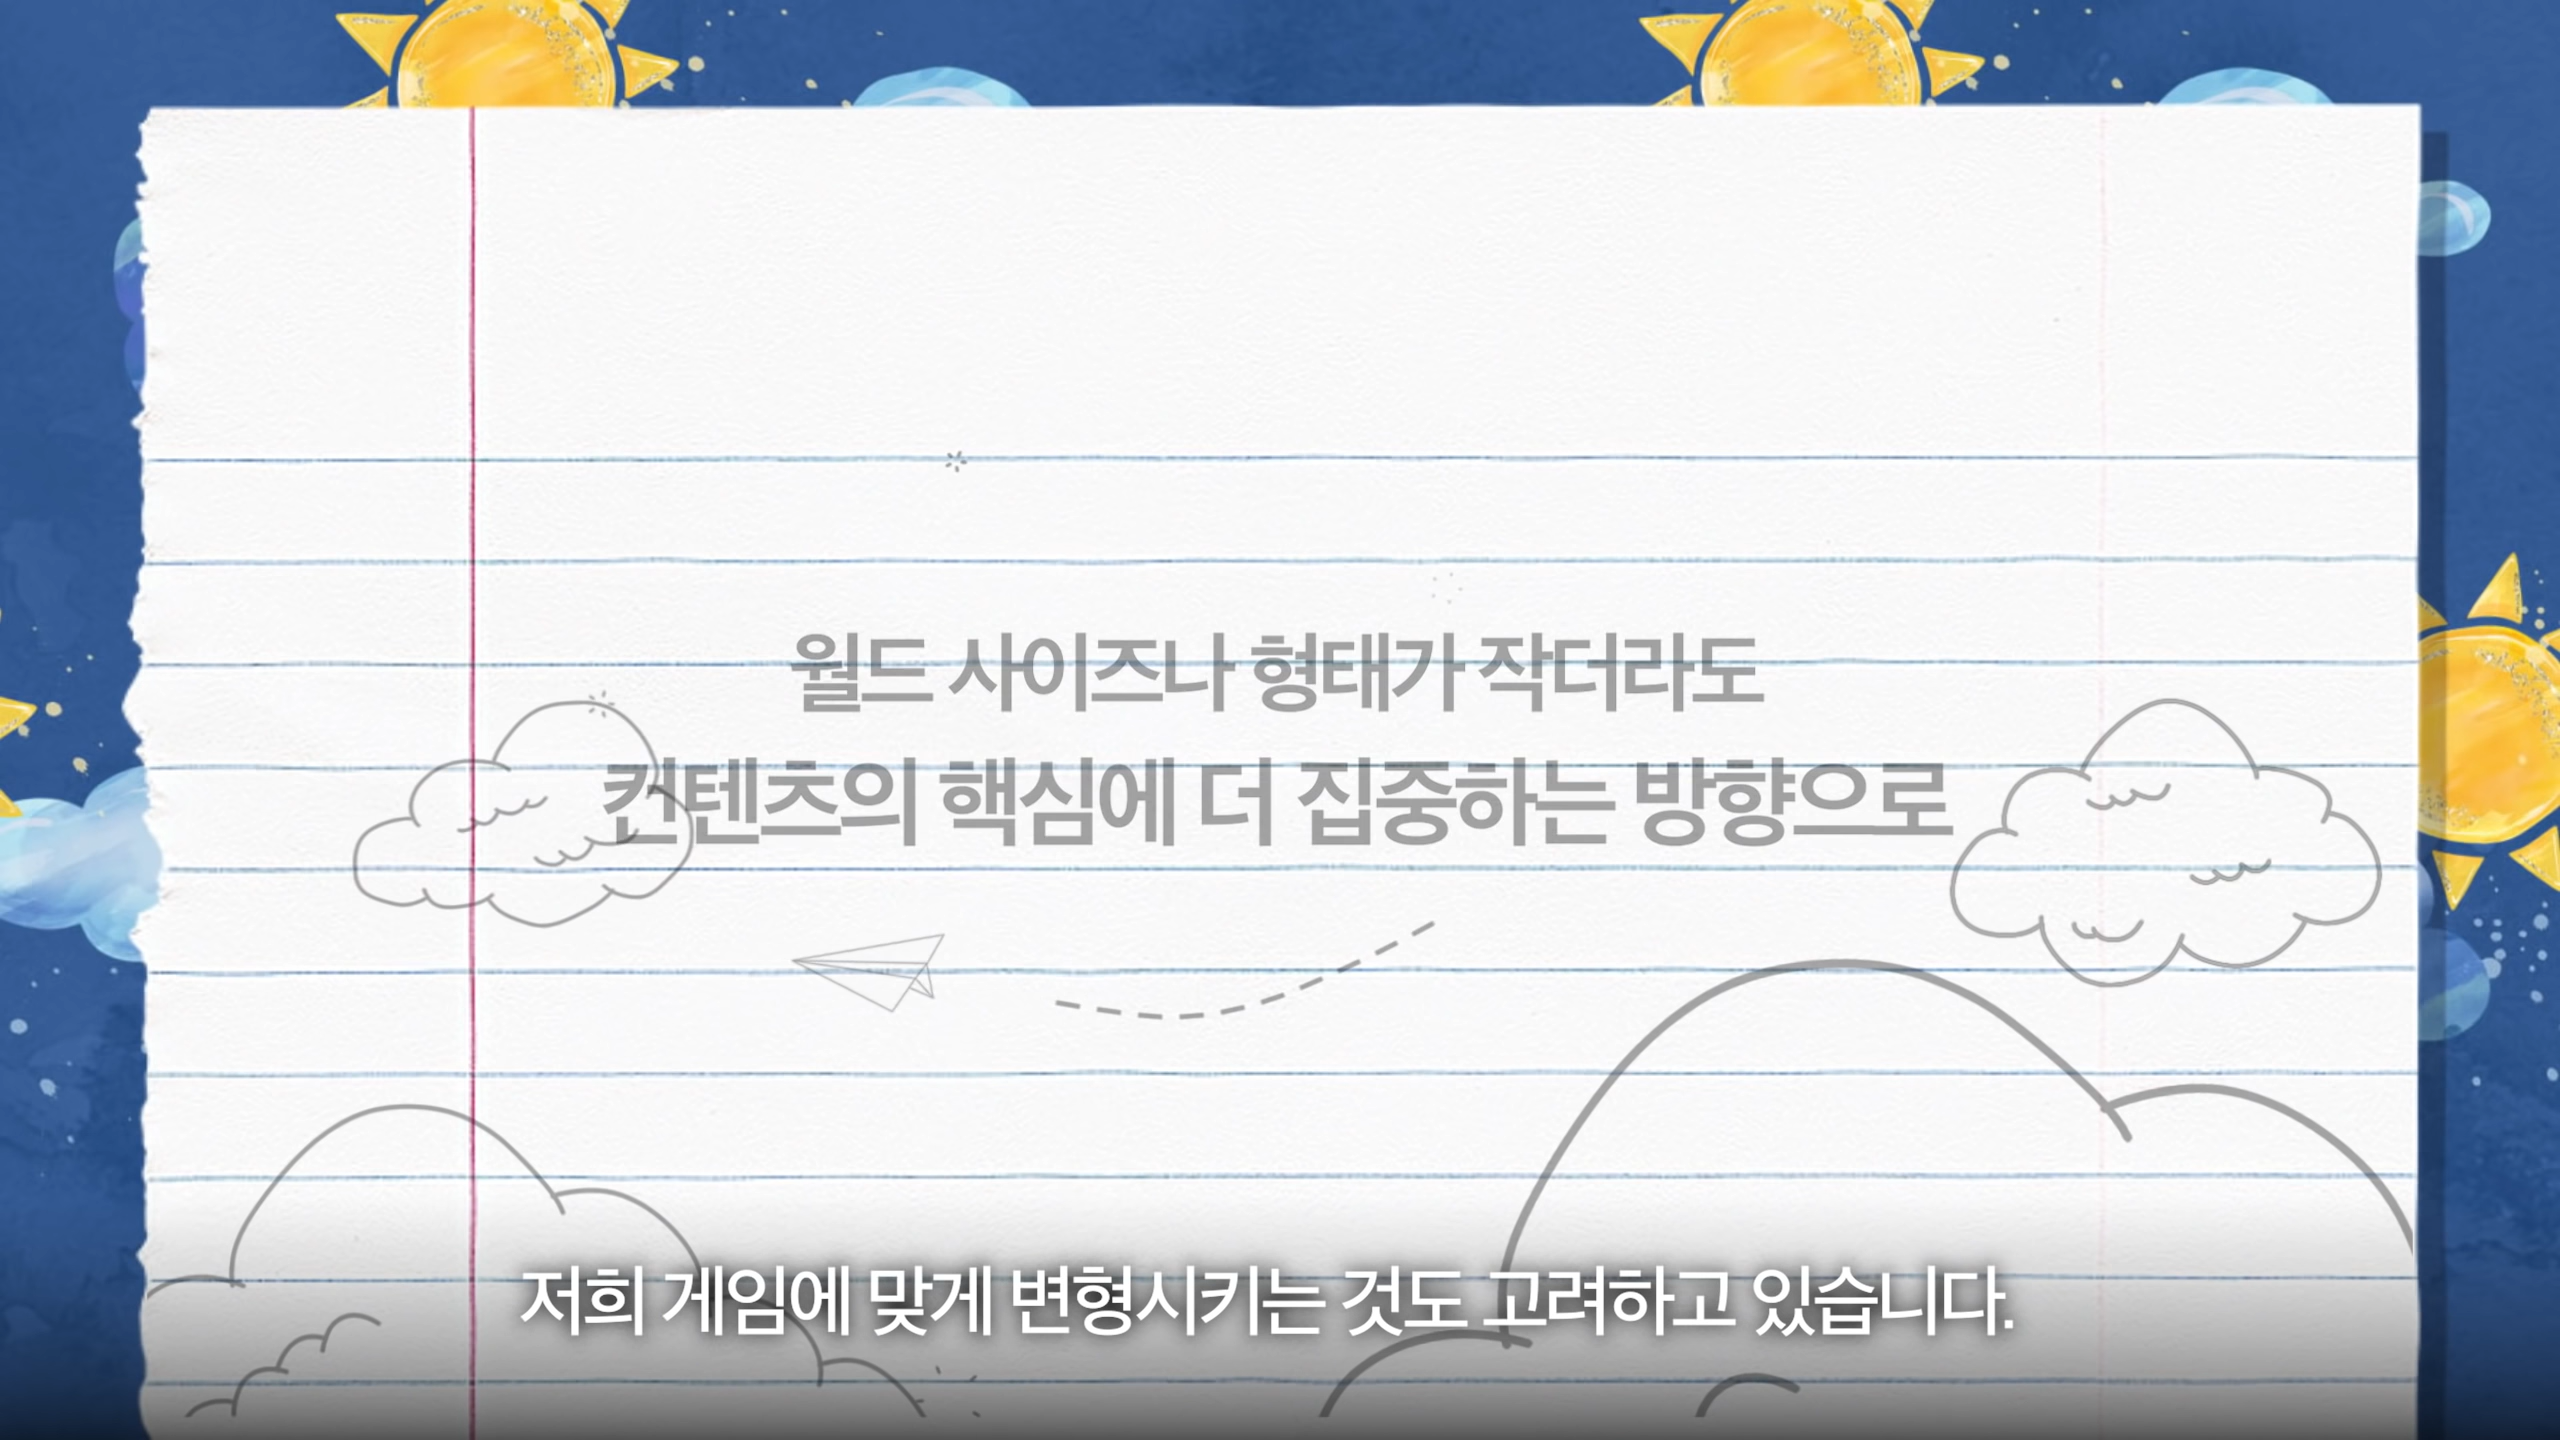 월드 사이즈나 형태가 작더라도
컨텐츠의 핵심에 더 집중하는 방향으로
저희 게임에 맞게 변형시키는 것도 고려하고 있습니다.